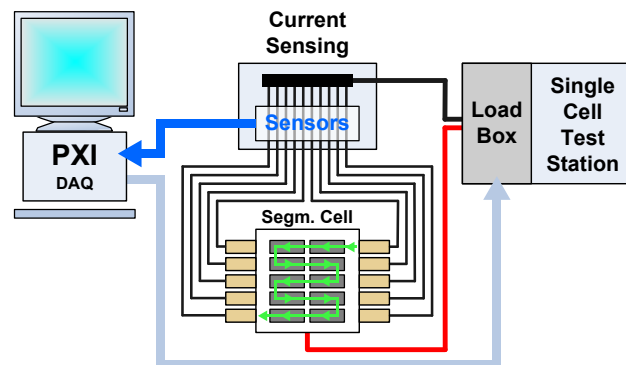 Current
Sensing
Sensors
PXI
DAQ
Load
Box
Single
Cell
Test
Station
Segm. Cell